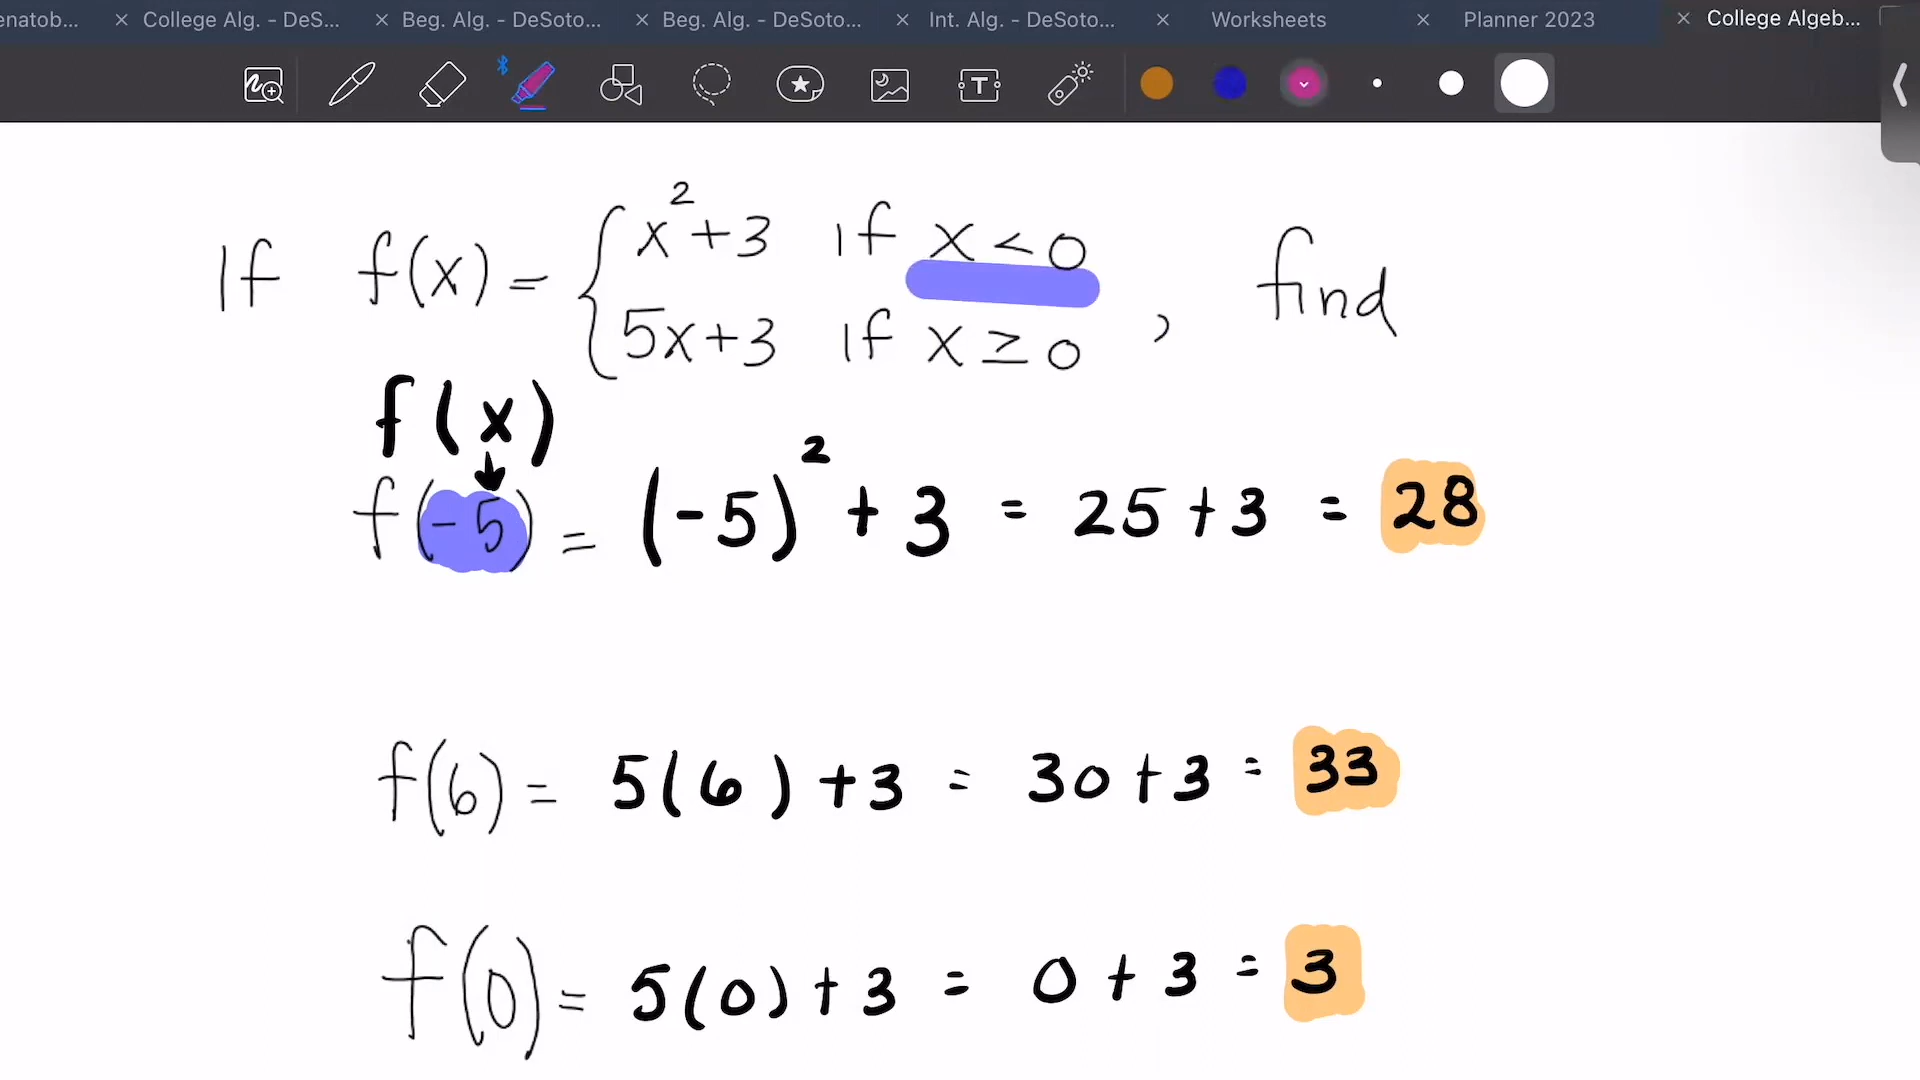 enatob... × College Alg. - DeS... × Beg. Alg. - DeSoto... × Beg. Alg. - DeSoto... × Int. Alg. - DeSoto... × Worksheets × Planner 2023 × College Algeb...
T
If f(x) = { x²+3 if x<0
5x+3 if x≥0 , find
f(x)
f(-5) = (-5)² + 3 = 25+3 = 28
f(6) = 5(6)+3 = 30+3 = 33
f(0) = 5(0)+3 = 0+3 = 3